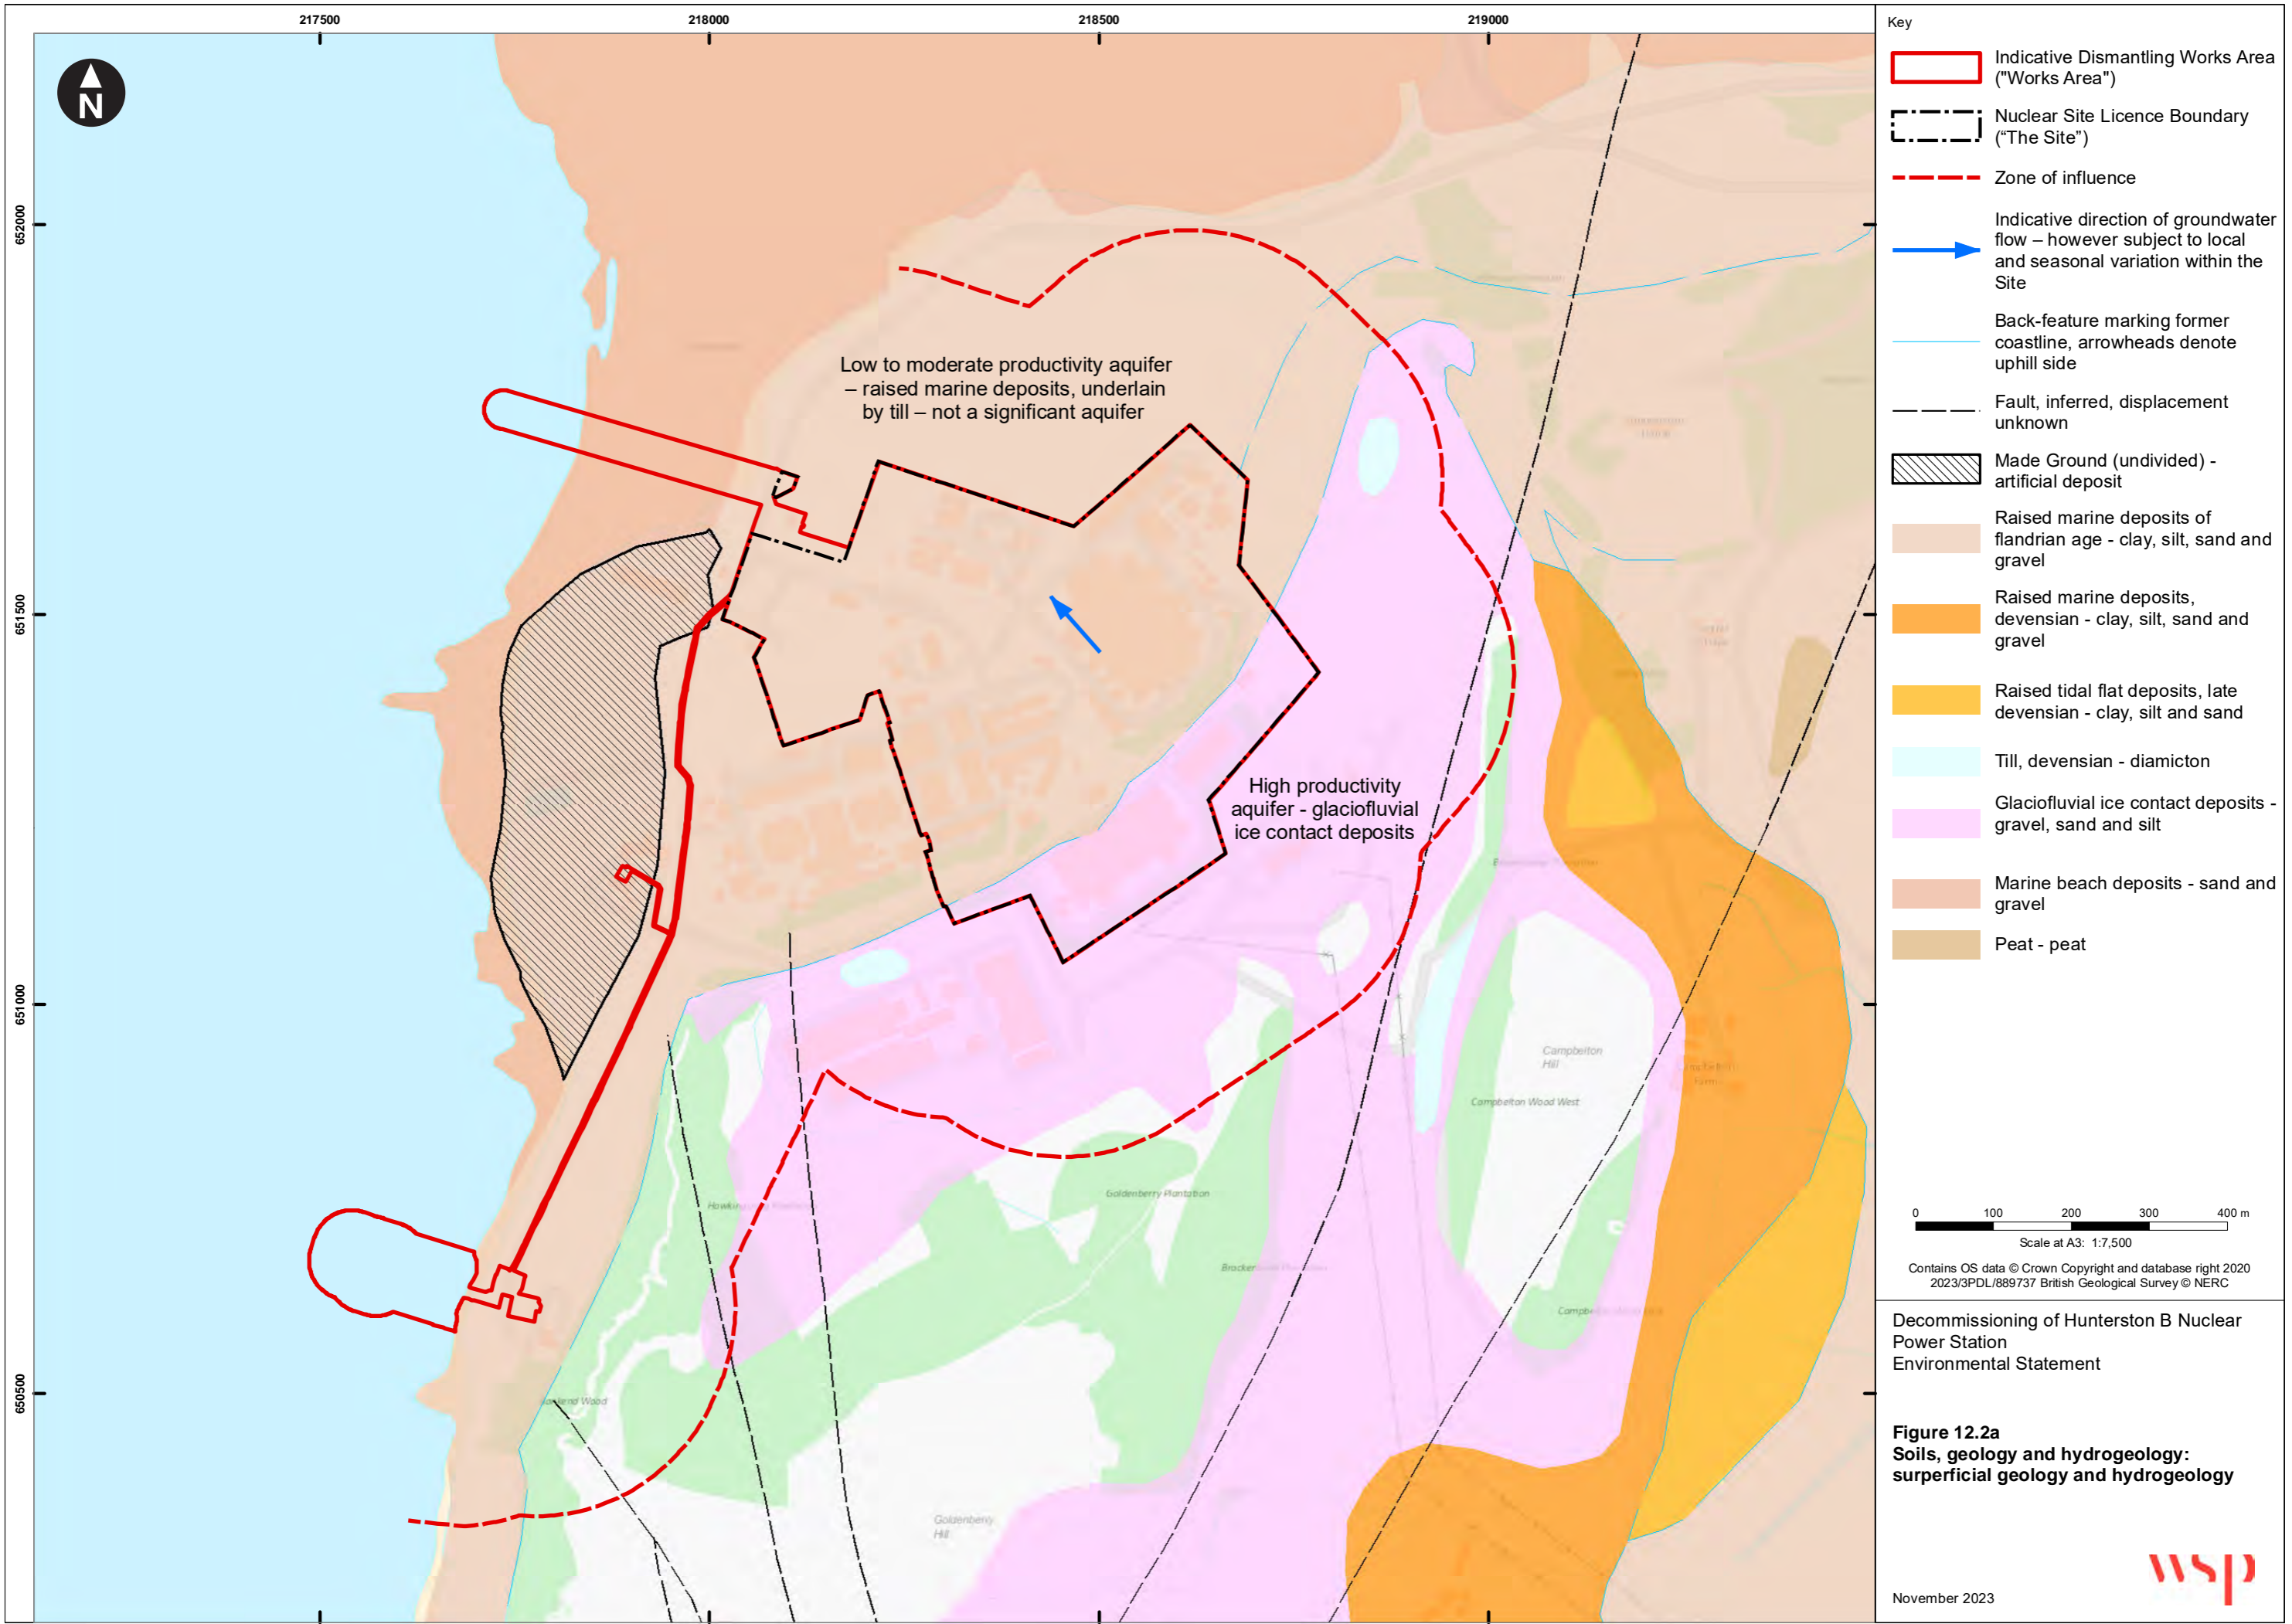 217500
218000
218500
219000
652000
651500
651000
650500
N
Low to moderate productivity aquifer
– raised marine deposits, underlain
by till – not a significant aquifer
High productivity
aquifer - glaciofluvial
ice contact deposits
Campbelton
Hill
Campbelton Wood West
Goldenberry Plantation
Goldenberry
Hill
Key
Indicative Dismantling Works Area
("Works Area")
Nuclear Site Licence Boundary
(“The Site”)
Zone of influence
Indicative direction of groundwater
flow – however subject to local
and seasonal variation within the
Site
Back-feature marking former
coastline, arrowheads denote
uphill side
Fault, inferred, displacement
unknown
Made Ground (undivided) -
artificial deposit
Raised marine deposits of
flandrian age - clay, silt, sand and
gravel
Raised marine deposits,
devensian - clay, silt, sand and
gravel
Raised tidal flat deposits, late
devensian - clay, silt and sand
Till, devensian - diamicton
Glaciofluvial ice contact deposits -
gravel, sand and silt
Marine beach deposits - sand and
gravel
Peat - peat
0 100 200 300 400 m
Scale at A3: 1:7,500
Contains OS data © Crown Copyright and database right 2020
2023/3PDL/889737 British Geological Survey © NERC
Decommissioning of Hunterston B Nuclear
Power Station
Environmental Statement
Figure 12.2a
Soils, geology and hydrogeology:
surperficial geology and hydrogeology
November 2023
wsp